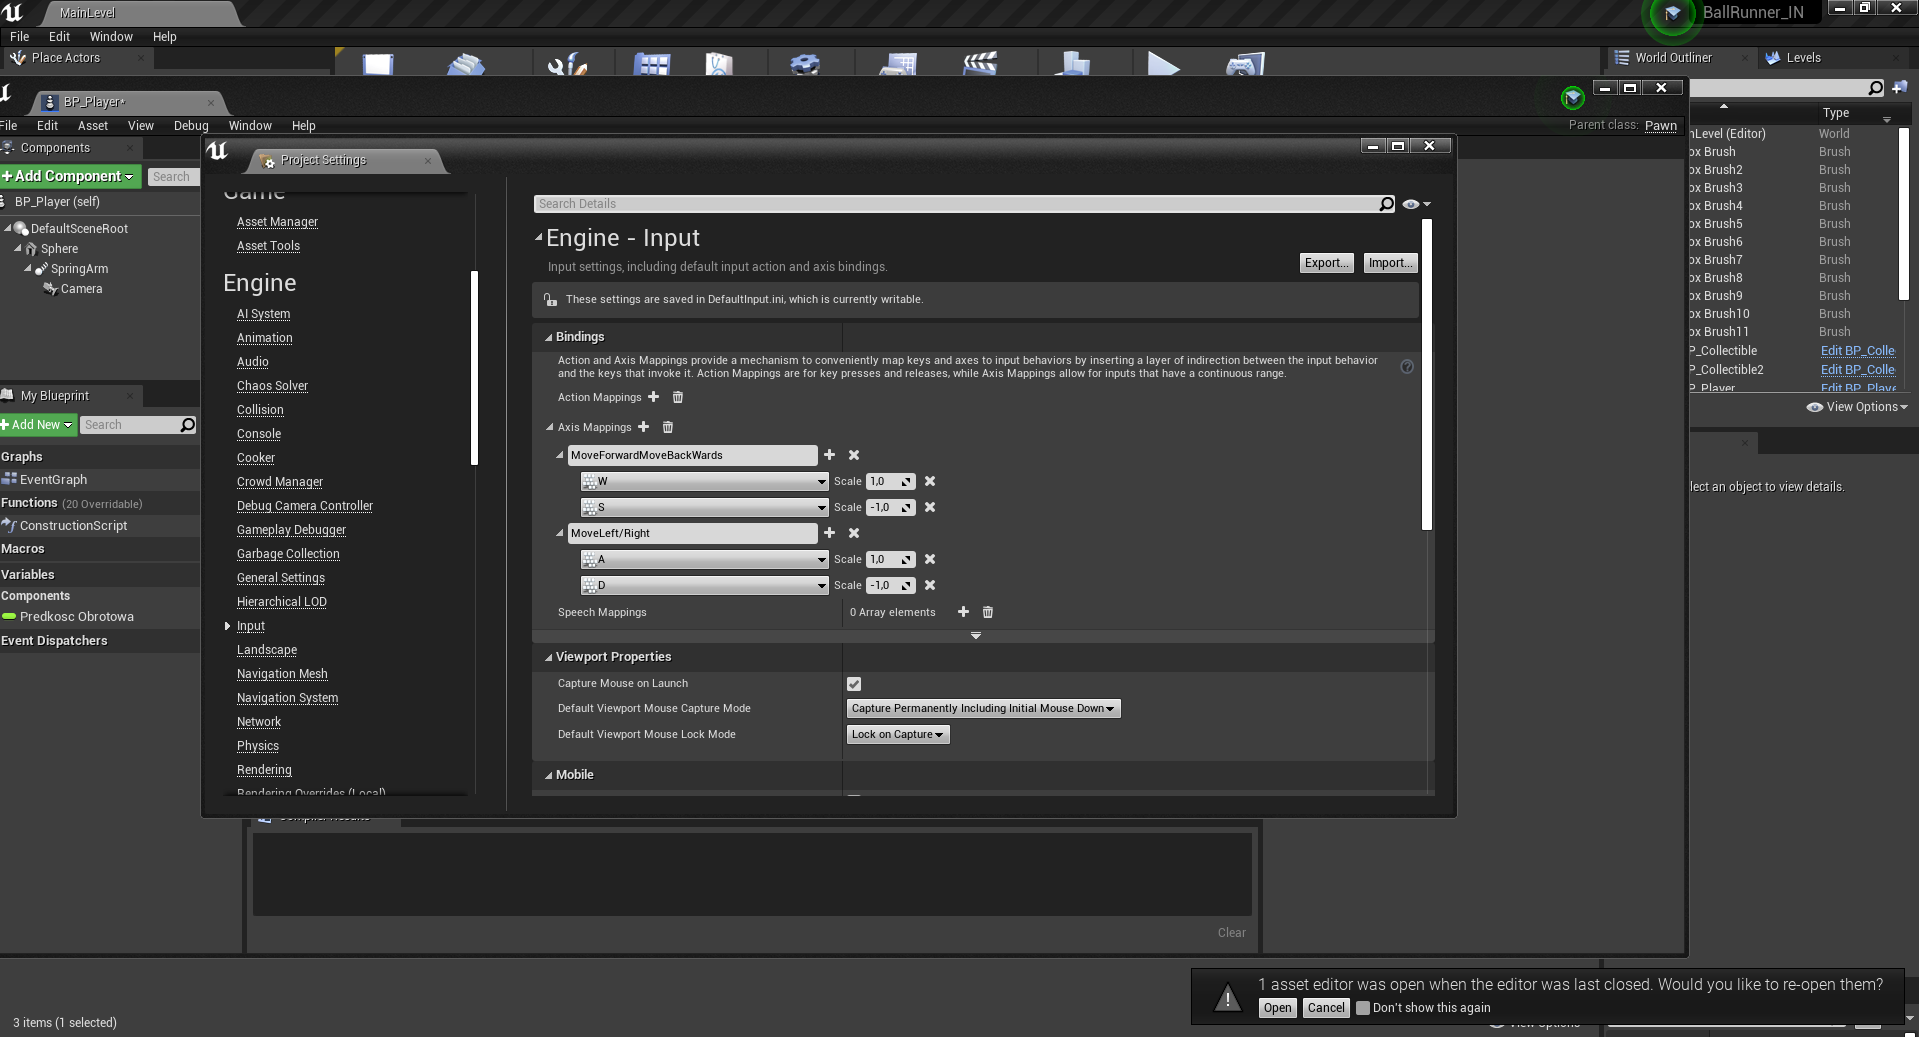 MainLevel
BallRunner_IN
File Edit Window Help
Place Actors
World Outliner
Levels
BP_Player*
File Edit Asset View Debug Window Help
Parent class: Pawn
Type
Components
+Add Component
Search
BP_Player (self)
DefaultSceneRoot
Sphere
SpringArm
Camera
My Blueprint
+Add New
Search
Graphs
EventGraph
Functions (20 Overridable)
ConstructionScript
Macros
Variables
Components
Predkosc Obrotowa
Event Dispatchers
Project Settings
Game
Asset Manager
Asset Tools
Engine
AI System
Animation
Audio
Chaos Solver
Collision
Console
Cooker
Crowd Manager
Debug Camera Controller
Gameplay Debugger
Garbage Collection
General Settings
Hierarchical LOD
Input
Landscape
Navigation Mesh
Navigation System
Network
Physics
Rendering
Rendering Overrides (Local)
Search Details
Engine - Input
Input settings, including default input action and axis bindings.
Export...
Import...
These settings are saved in DefaultInput.ini, which is currently writable.
Bindings
Action and Axis Mappings provide a mechanism to conveniently map keys and axes to input behaviors by inserting a layer of indirection between the input behavior
and the keys that invoke it. Action Mappings are for key presses and releases, while Axis Mappings allow for inputs that have a continuous range.
Action Mappings
Axis Mappings
MoveForwardMoveBackWards
W Scale 1,0
S Scale -1,0
MoveLeft/Right
A Scale 1,0
D Scale -1,0
Speech Mappings 0 Array elements
Viewport Properties
Capture Mouse on Launch
Default Viewport Mouse Capture Mode Capture Permanently Including Initial Mouse Down
Default Viewport Mouse Lock Mode Lock on Capture
Mobile
nLevel (Editor) World
ox Brush Brush
ox Brush2 Brush
ox Brush3 Brush
ox Brush4 Brush
ox Brush5 Brush
ox Brush6 Brush
ox Brush7 Brush
ox Brush8 Brush
ox Brush9 Brush
ox Brush10 Brush
ox Brush11 Brush
P_Collectible Edit BP_Colle
P_Collectible2 Edit BP_Colle
P_Player Edit BP_Playe
View Options
lect an object to view details.
Compiler Results
Clear
1 asset editor was open when the editor was last closed. Would you like to re-open them?
Open
Cancel
Don't show this again
View Options
3 items (1 selected)